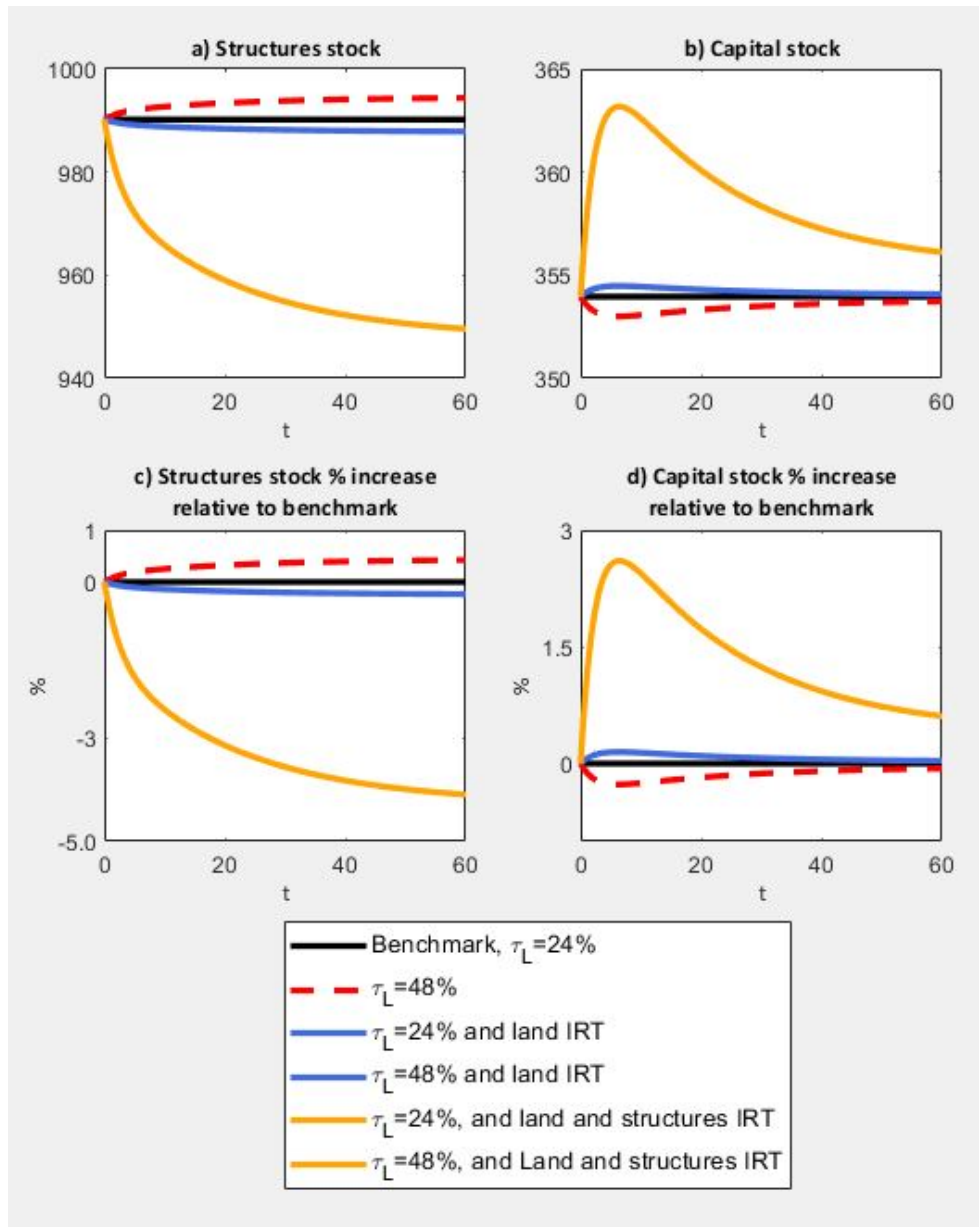 a) Structures stock
1000
980
960
940
0
20
40
60
t
b) Capital stock
365
360
354
350
0
20
40
60
t
c) Structures stock % increase
relative to benchmark
1
0
-3
-5.0
%
0
20
40
60
t
d) Capital stock % increase
relative to benchmark
3
1.5
0
%
0
20
40
60
t
Benchmark, τL=24%
τL=48%
τL=24% and land IRT
τL=48% and land IRT
τL=24%, and land and structures IRT
τL=48%, and Land and structures IRT